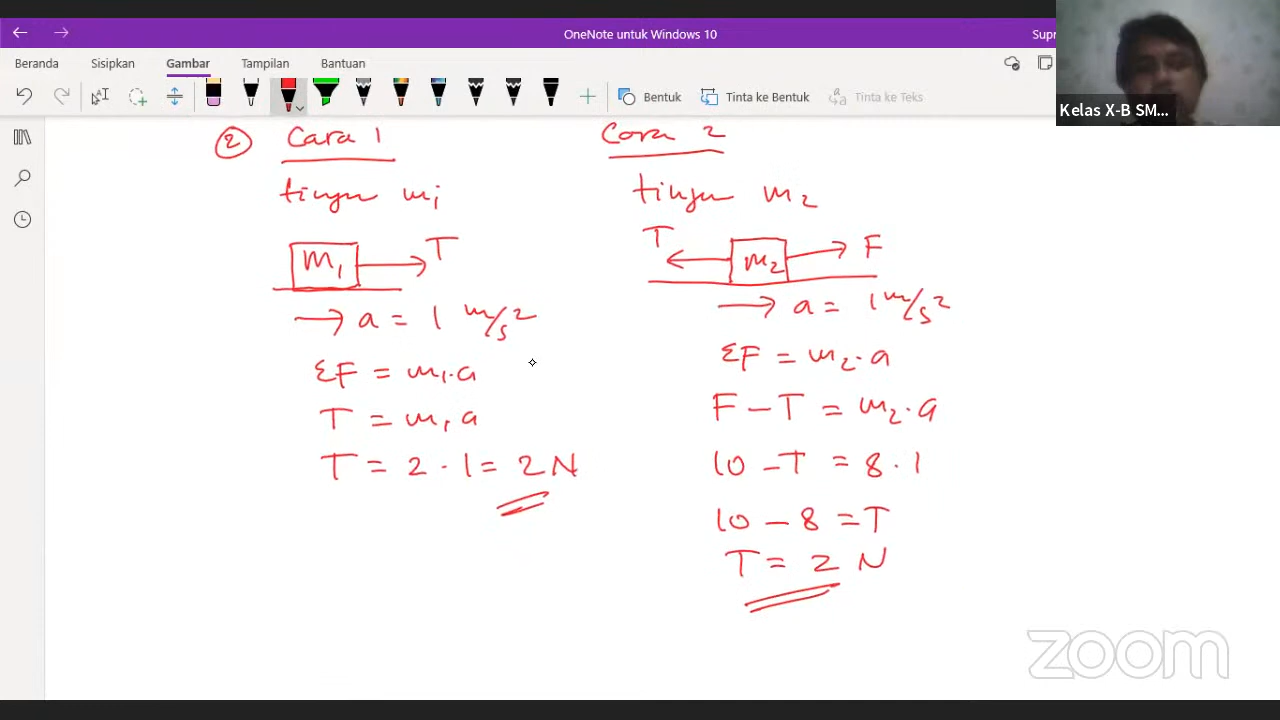 OneNote untuk Windows 10
Supr
Beranda
Sisipkan
Gambar
Tampilan
Bantuan
Bentuk
Tinta ke Bentuk
Tinta ke Teks
Kelas X-B SM...
② Cara 1
tinjau m1
m1
T
→ a = 1 m/s²
ΣF = m1.a
T = m1 a
T = 2 . 1 = 2 N
Cara 2
tinjau m2
T
m2
F
→ a = 1 m/s²
ΣF = m2.a
F - T = m2.a
10 - T = 8 . 1
10 - 8 = T
T = 2 N
zoom